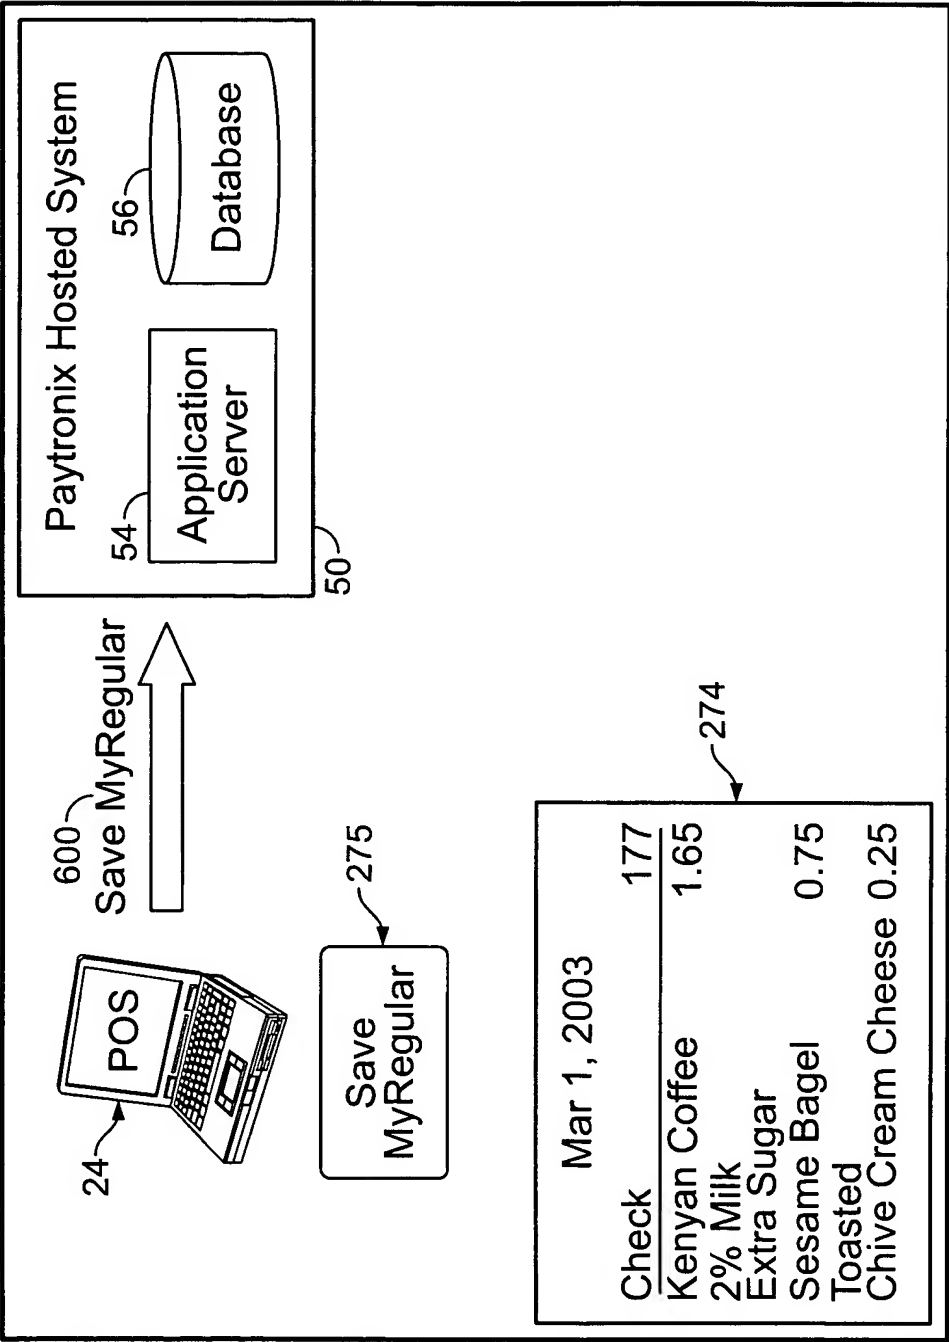 600
Save MyRegular
24
POS
Save
MyRegular
275
Paytronix Hosted System
54
Application
Server
56
Database
50
274
Mar 1, 2003
Check 177
Kenyan Coffee 1.65
2% Milk
Extra Sugar
Sesame Bagel 0.75
Toasted
Chive Cream Cheese 0.25